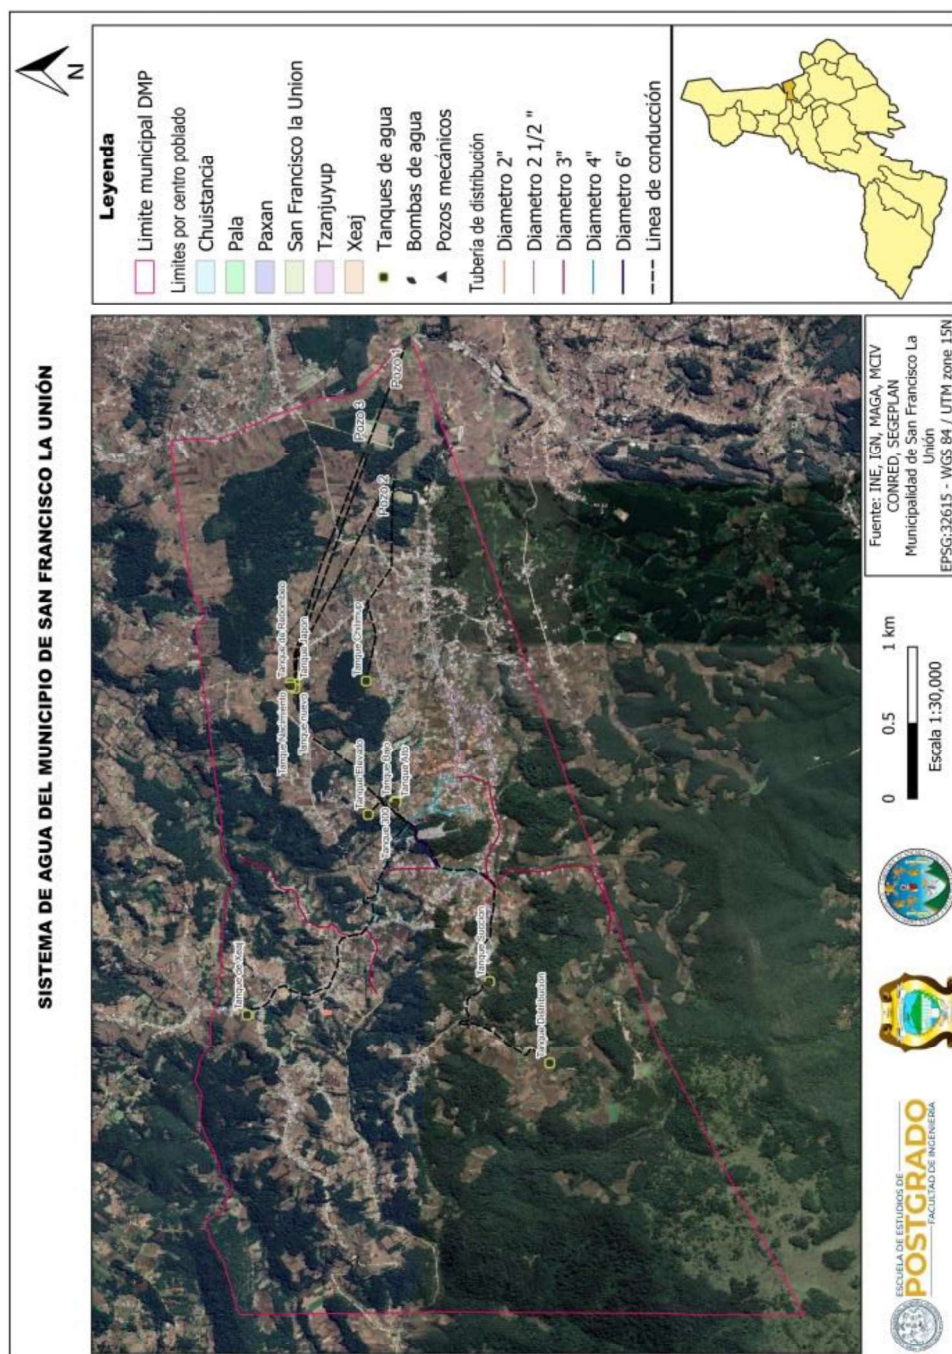 SISTEMA DE AGUA DEL MUNICIPIO DE SAN FRANCISCO LA UNIÓN
N
Leyenda
Limite municipal DMP
Limites por centro poblado
Chuistancia
Pala
Paxan
San Francisco la Union
Tzanjuyup
Xeaj
Tanques de agua
Bombas de agua
Pozos mecánicos
Tubería de distribución
Diametro 2"
Diametro 2 1/2 "
Diametro 3"
Diametro 4"
Diametro 6"
Linea de conducción
Tanque de Xeaj
Tanque Nacimiento
Tanque de Rebombeo
Tanque nuevo
Tanque Tapon
Pozo 3
Pozo 1
Pozo 2
Tanque Elevado
Tanque 300
Tanque Bajo
Tanque Alto
Tanque Succion
Tanque Distribucion
ESCUELA DE ESTUDIOS DE
POSTGRADO
FACULTAD DE INGENIERÍA
0 0.5 1 km
Escala 1:30,000
Fuente: INE, IGN, MAGA, MCIV
CONRED, SEGEPLAN
Municipalidad de San Francisco La
Unión
EPSG:32615 - WGS 84 / UTM zone 15N